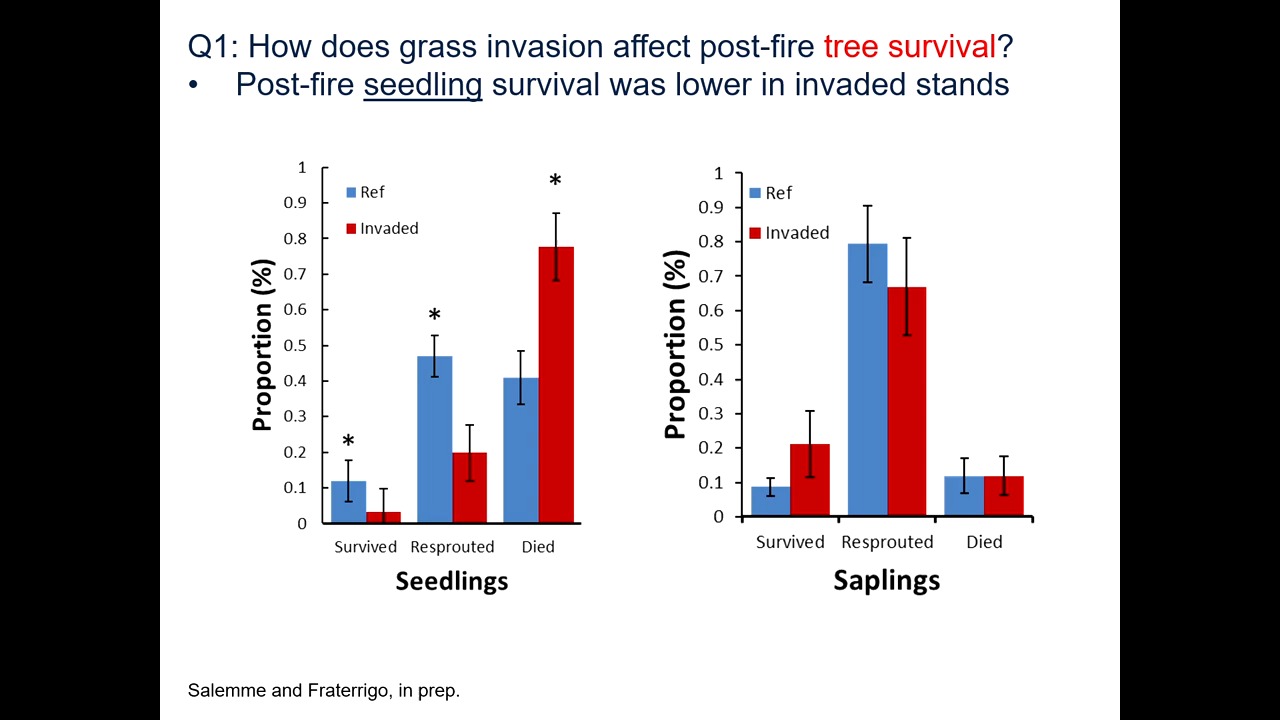 Q1: How does grass invasion affect post-fire tree survival?
• Post-fire seedling survival was lower in invaded stands
1
0.9
0.8
0.7
0.6
0.5
0.4
0.3
0.2
0.1
0
Proportion (%)
Ref
Invaded
*
*
*
Survived Resprouted Died
Seedlings
1
0.9
0.8
0.7
0.6
0.5
0.4
0.3
0.2
0.1
0
Proportion (%)
Ref
Invaded
Survived Resprouted Died
Saplings
Salemme and Fraterrigo, in prep.